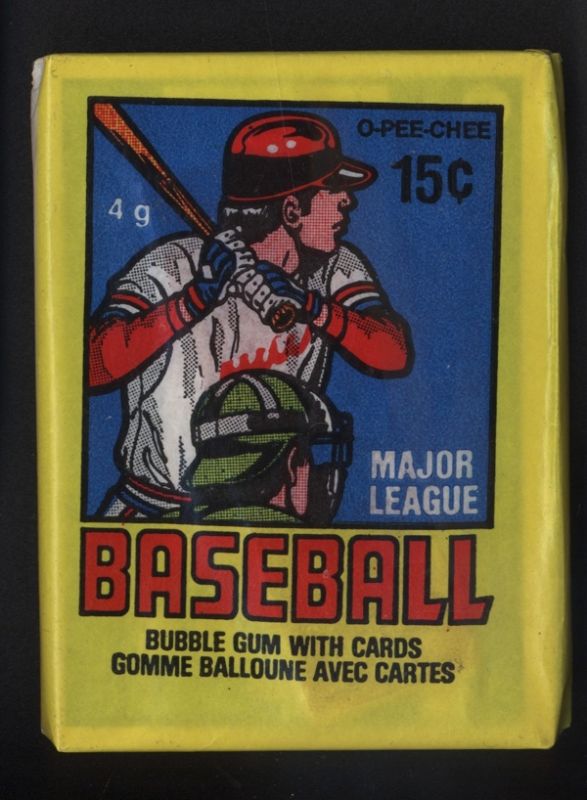 O-PEE-CHEE
15¢
4 g
MAJOR
LEAGUE
BASEBALL
BUBBLE GUM WITH CARDS
GOMME BALLOUNE AVEC CARTES